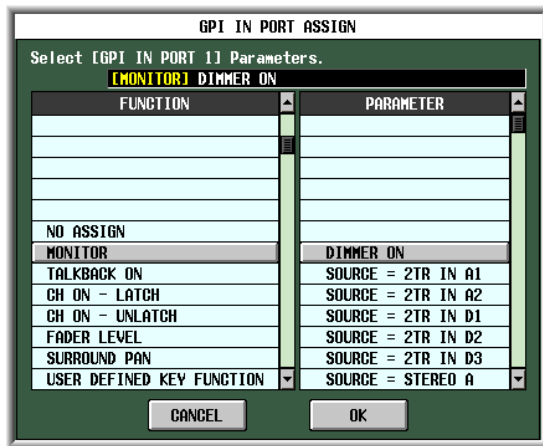 GPI IN PORT ASSIGN
Select [GPI IN PORT 1] Parameters.
[MONITOR] DIMMER ON
FUNCTION PARAMETER
NO ASSIGN
MONITOR DIMMER ON
TALKBACK ON SOURCE = 2TR IN A1
CH ON - LATCH SOURCE = 2TR IN A2
CH ON - UNLATCH SOURCE = 2TR IN D1
FADER LEVEL SOURCE = 2TR IN D2
SURROUND PAN SOURCE = 2TR IN D3
USER DEFINED KEY FUNCTION SOURCE = STEREO A
CANCEL OK